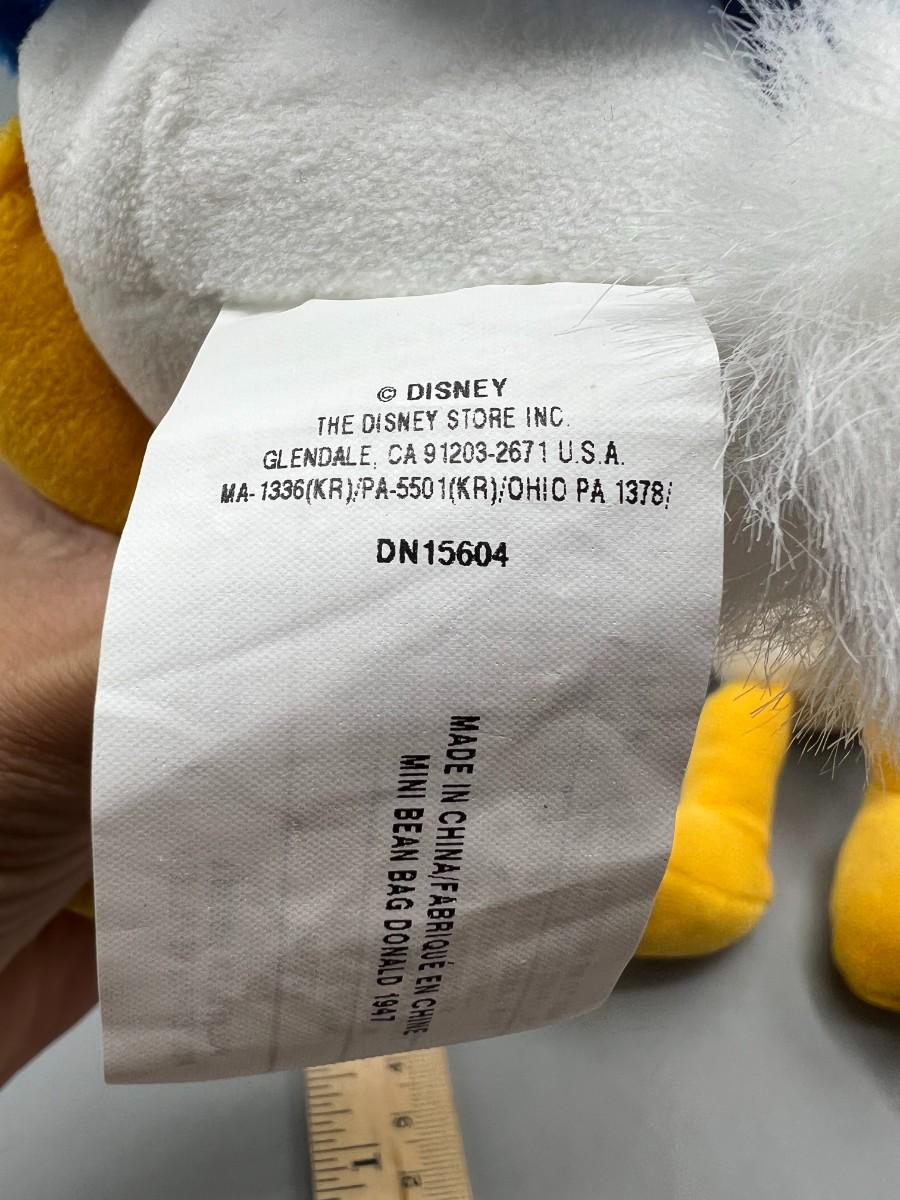 © DISNEY
THE DISNEY STORE INC.
GLENDALE, CA 91203-2671 U.S.A.
MA-1336(KR)/PA-5501(KR)/OHIO PA 1378/
DN15604
MADE IN CHINA/FABRIQUÉ EN CHINE
MINI BEAN BAG DONALD 1947
1